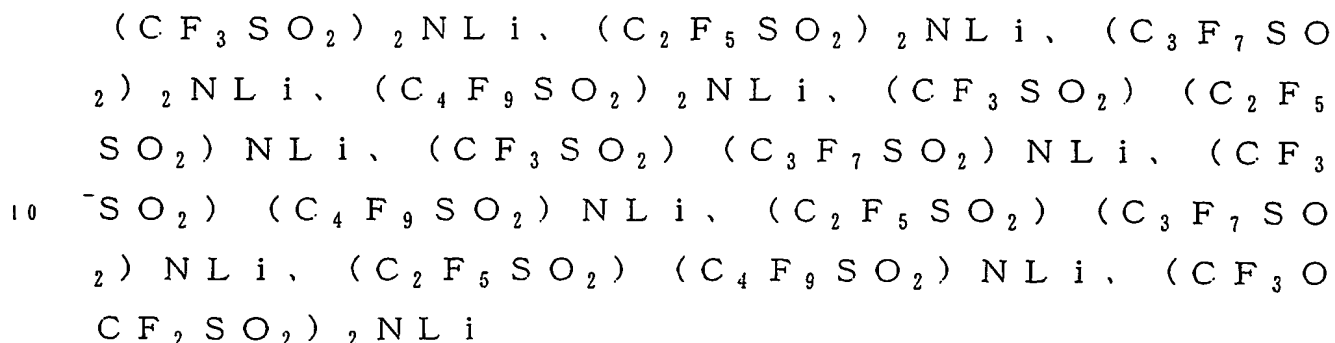 (CF₃SO₂)₂NLi、(C₂F₅SO₂)₂NLi、(C₃F₇SO
₂)₂NLi、(C₄F₉SO₂)₂NLi、(CF₃SO₂)(C₂F₅
SO₂)NLi、(CF₃SO₂)(C₃F₇SO₂)NLi、(CF₃
10 SO₂)(C₄F₉SO₂)NLi、(C₂F₅SO₂)(C₃F₇SO
₂)NLi、(C₂F₅SO₂)(C₄F₉SO₂)NLi、(CF₃O
CF₂SO₂)₂NLi